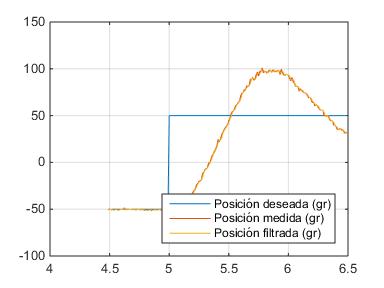 150
100
50
0
-50
-100
Posición deseada (gr)
Posición medida (gr)
Posición filtrada (gr)
4 4.5 5 5.5 6 6.5